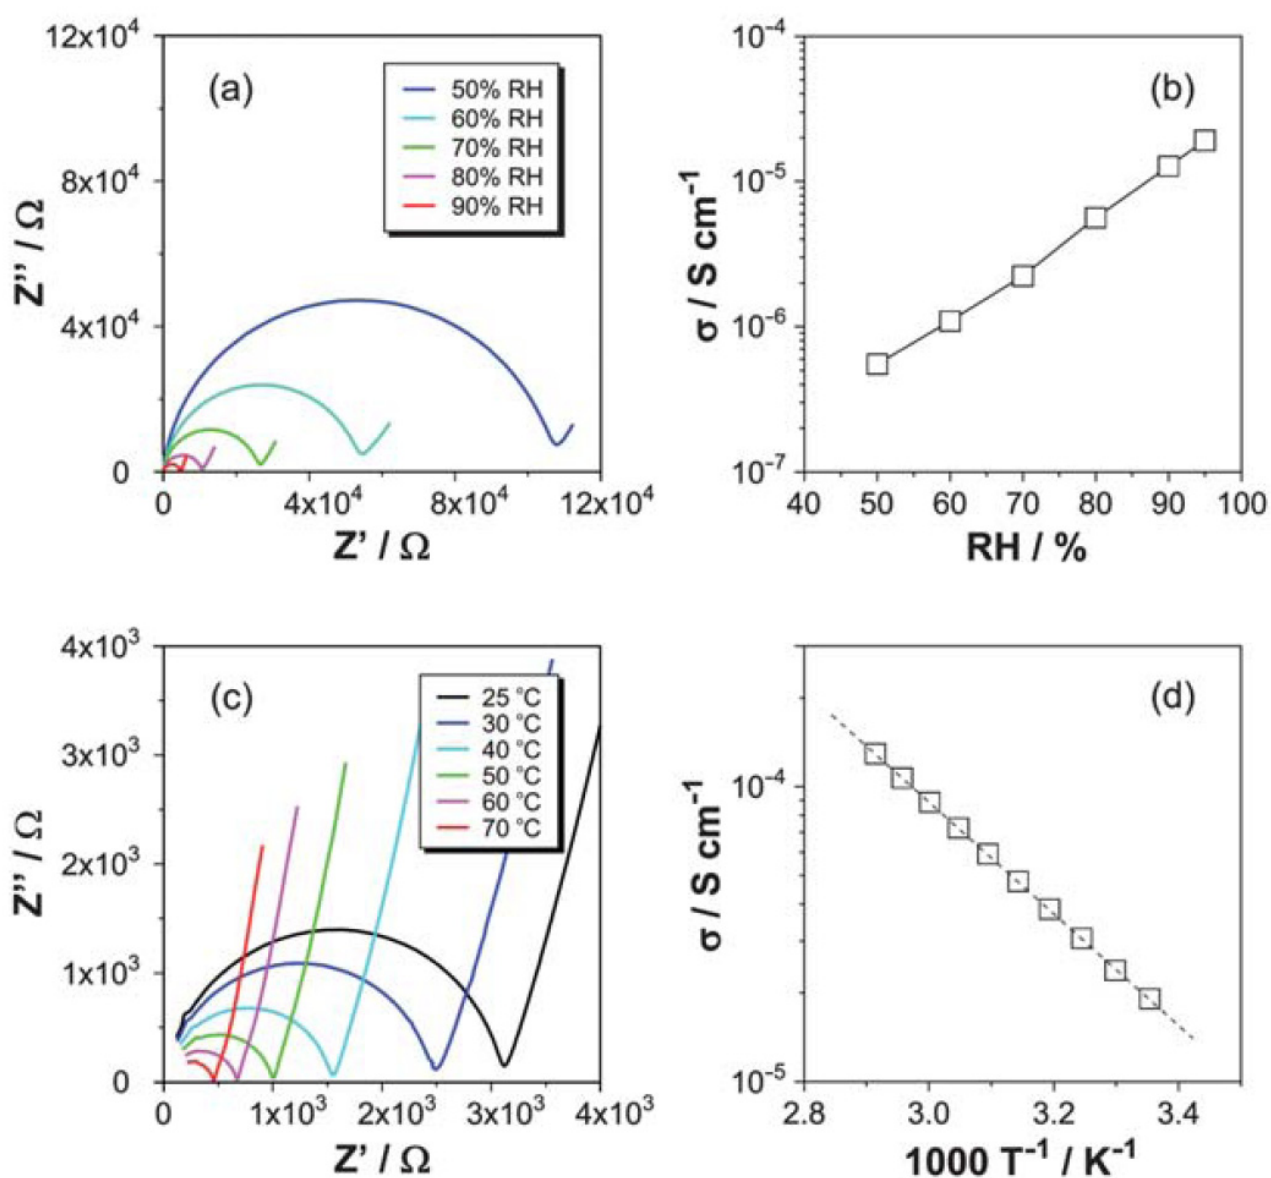 (a)
12x10⁴
8x10⁴
4x10⁴
0
Z’’ / Ω
50% RH
60% RH
70% RH
80% RH
90% RH
0 4x10⁴ 8x10⁴ 12x10⁴
Z’ / Ω
(b)
10⁻⁴
10⁻⁵
10⁻⁶
10⁻⁷
σ / S cm⁻¹
40 50 60 70 80 90 100
RH / %
(c)
4x10³
3x10³
2x10³
1x10³
0
Z’’ / Ω
25 °C
30 °C
40 °C
50 °C
60 °C
70 °C
0 1x10³ 2x10³ 3x10³ 4x10³
Z’ / Ω
(d)
10⁻⁴
10⁻⁵
σ / S cm⁻¹
2.8 3.0 3.2 3.4
1000 T⁻¹ / K⁻¹